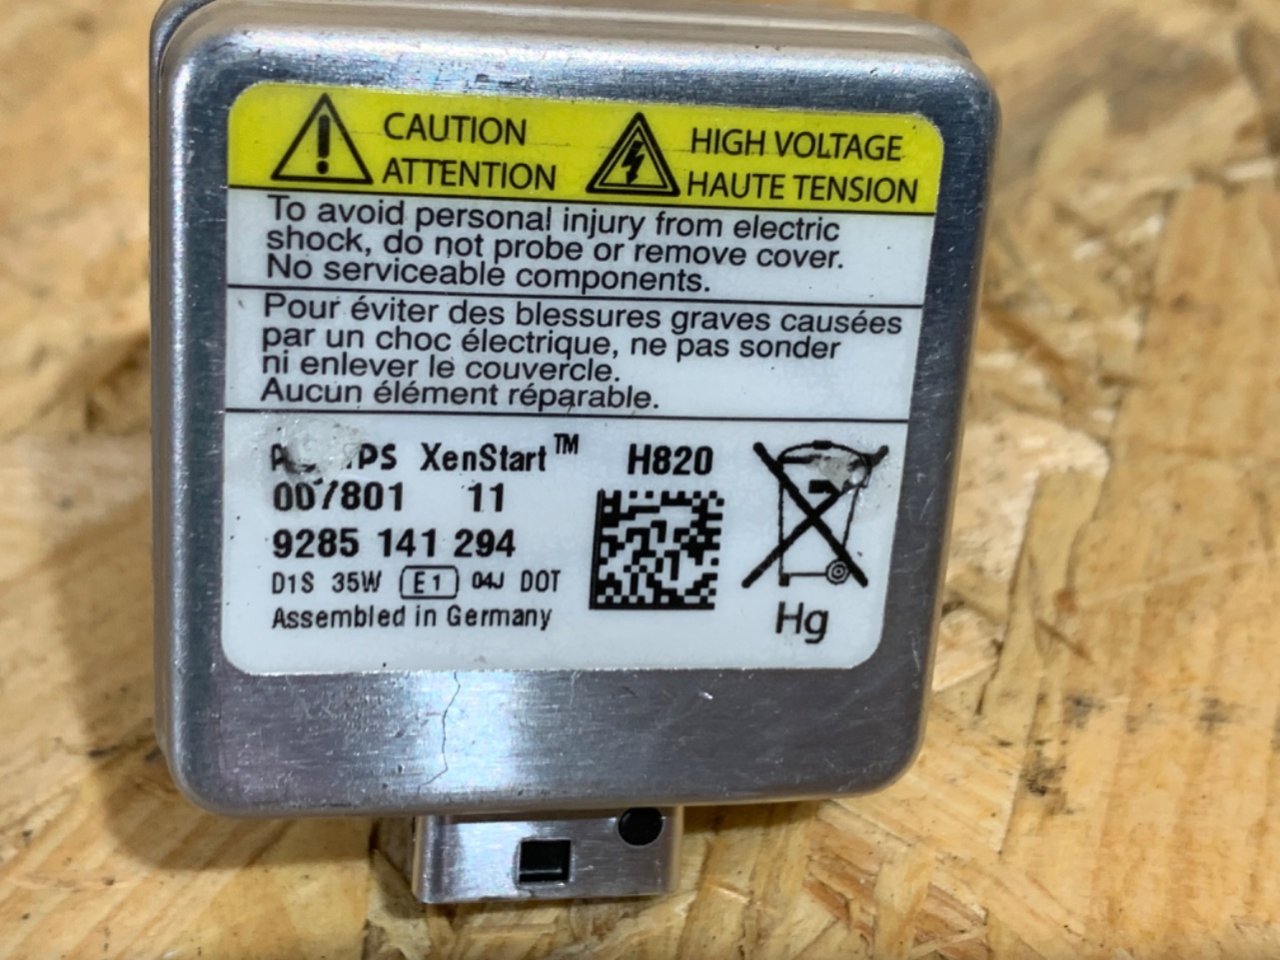 CAUTION
ATTENTION
HIGH VOLTAGE
HAUTE TENSION
To avoid personal injury from electric
shock, do not probe or remove cover.
No serviceable components.
Pour éviter des blessures graves causées
par un choc électrique, ne pas sonder
ni enlever le couvercle.
Aucun élément réparable.
XenStart™ H820
007801 11
9285 141 294
D1S 35W E1 04J DOT
Assembled in Germany
Hg